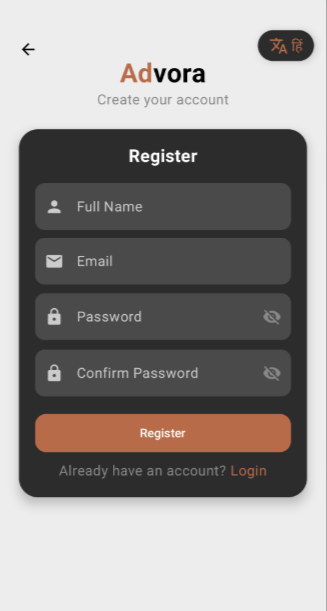 हिं
Advora
Create your account
Register
Full Name
Email
Password
Confirm Password
Register
Already have an account? Login